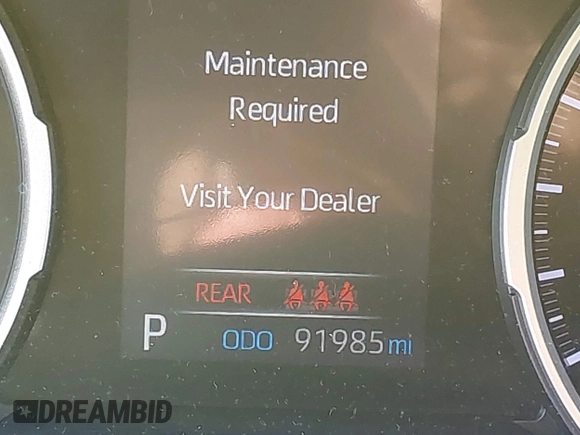 Maintenance
Required
Visit Your Dealer
REAR
P ODO 91985 mi
DREAMBID